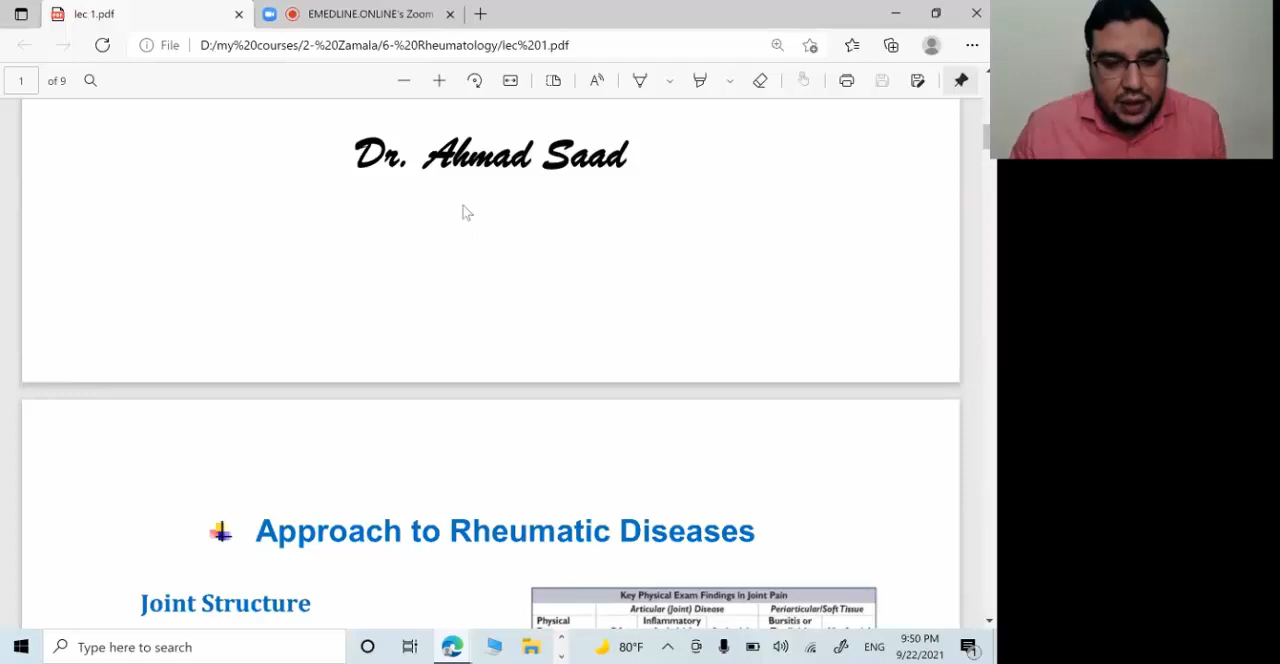 lec 1.pdf
EMEDLINE.ONLINE's Zoom
File
D:/my%20courses/2-%20Zamala/6-%20Rheumatology/lec%201.pdf
1
of 9
Dr. Ahmad Saad
Approach to Rheumatic Diseases
Joint Structure
Key Physical Exam Findings in Joint Pain
Articular (Joint) Disease
Periarticular/Soft Tissue
Physical
Inflammatory
Bursitis or
Type here to search
80°F
ENG
9:50 PM
9/22/2021
1